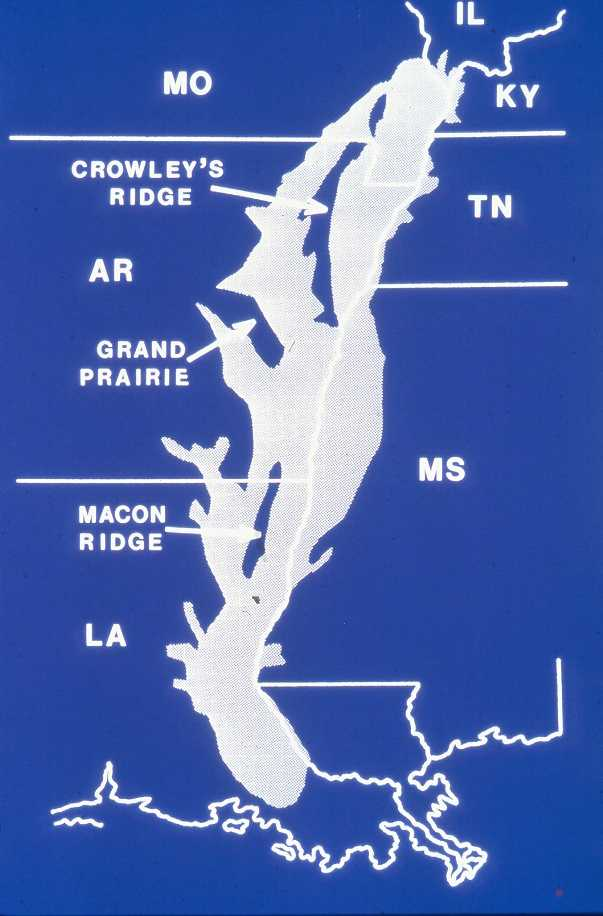 IL
MO
KY
CROWLEY'S
RIDGE
TN
AR
GRAND
PRAIRIE
MS
MACON
RIDGE
LA